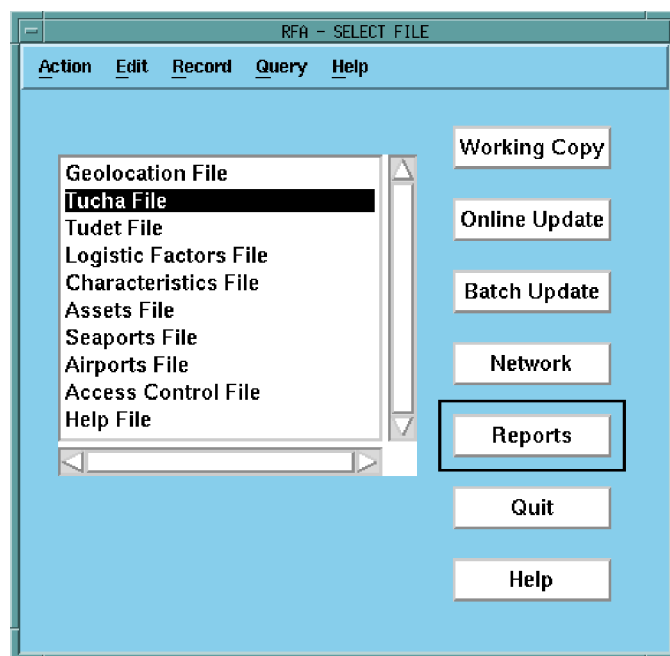 RFA - SELECT FILE
Action Edit Record Query Help
Geolocation File
Tucha File
Tudet File
Logistic Factors File
Characteristics File
Assets File
Seaports File
Airports File
Access Control File
Help File
Working Copy
Online Update
Batch Update
Network
Reports
Quit
Help